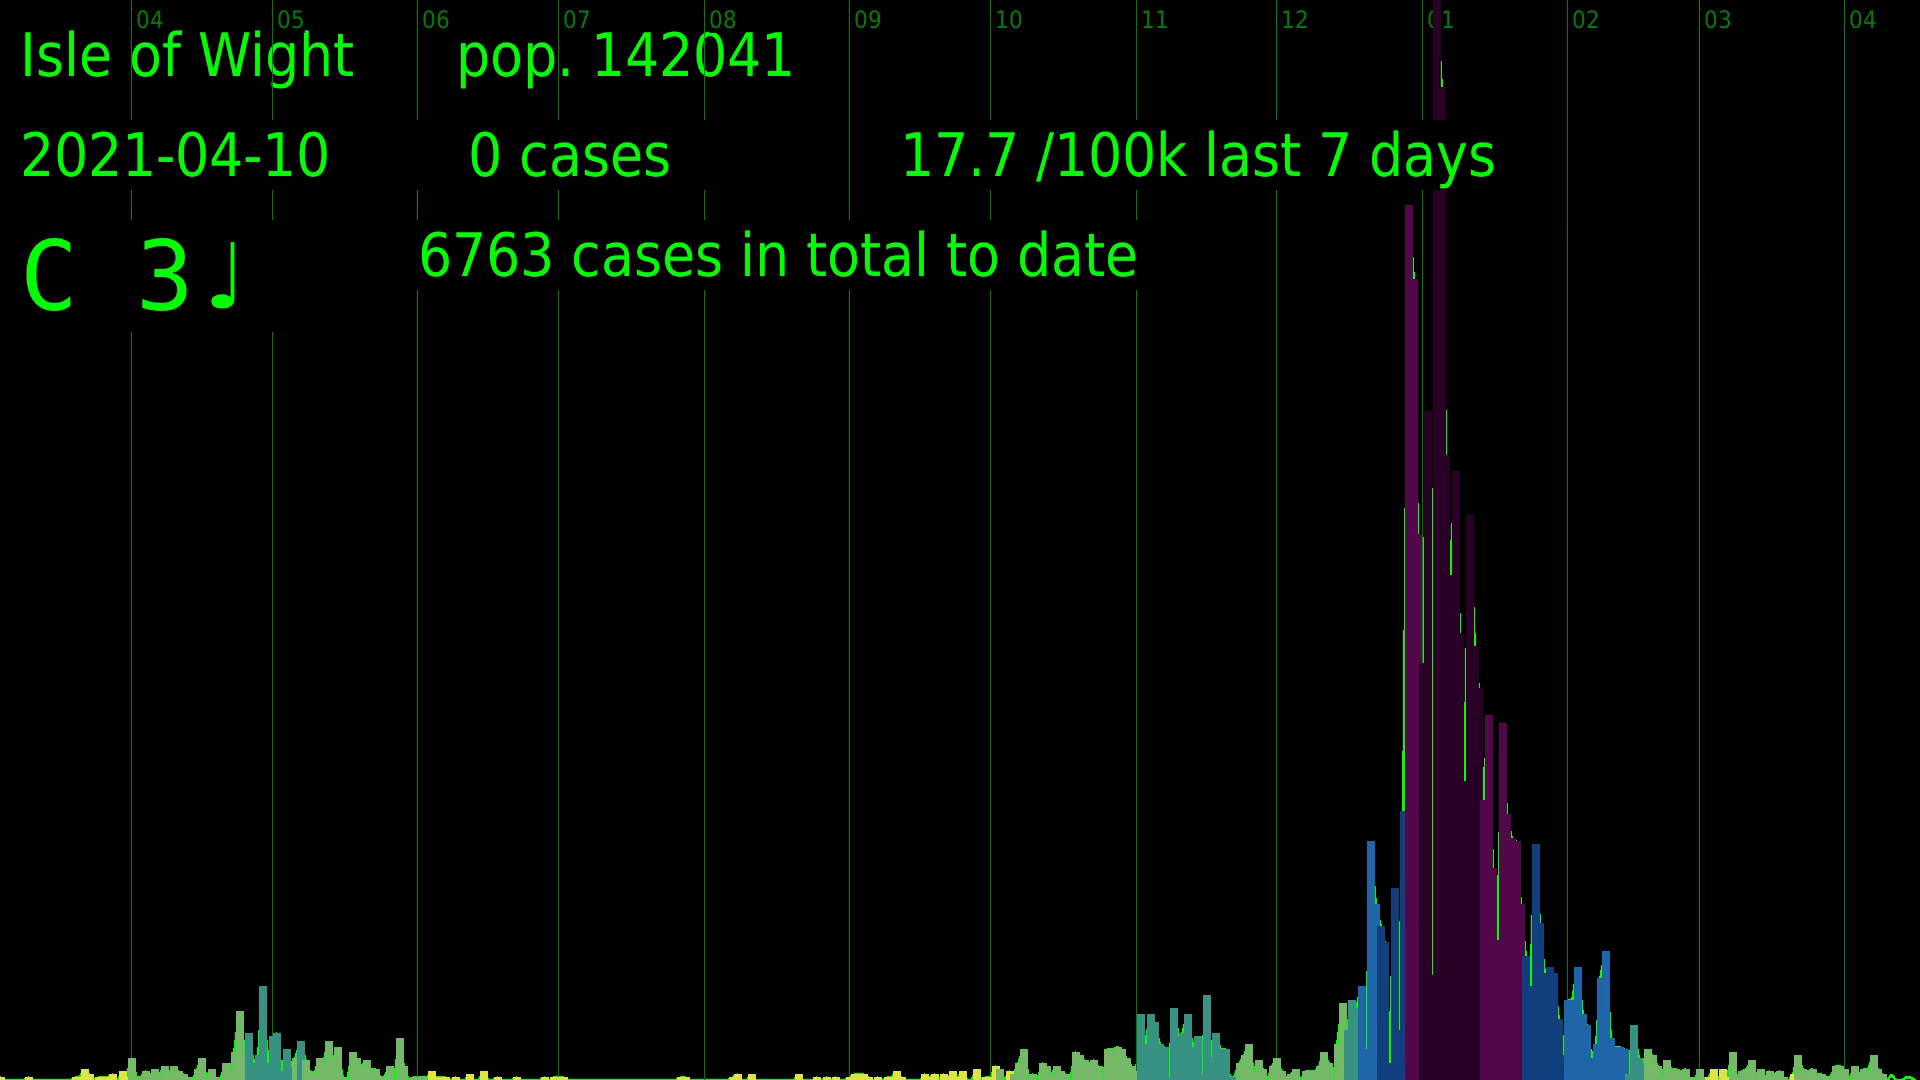 04 05 06 07 08 09 10 11 12 01 02 03 04
Isle of Wight pop. 142041
2021-04-10 0 cases 17.7 /100k last 7 days
C 3♩ 6763 cases in total to date